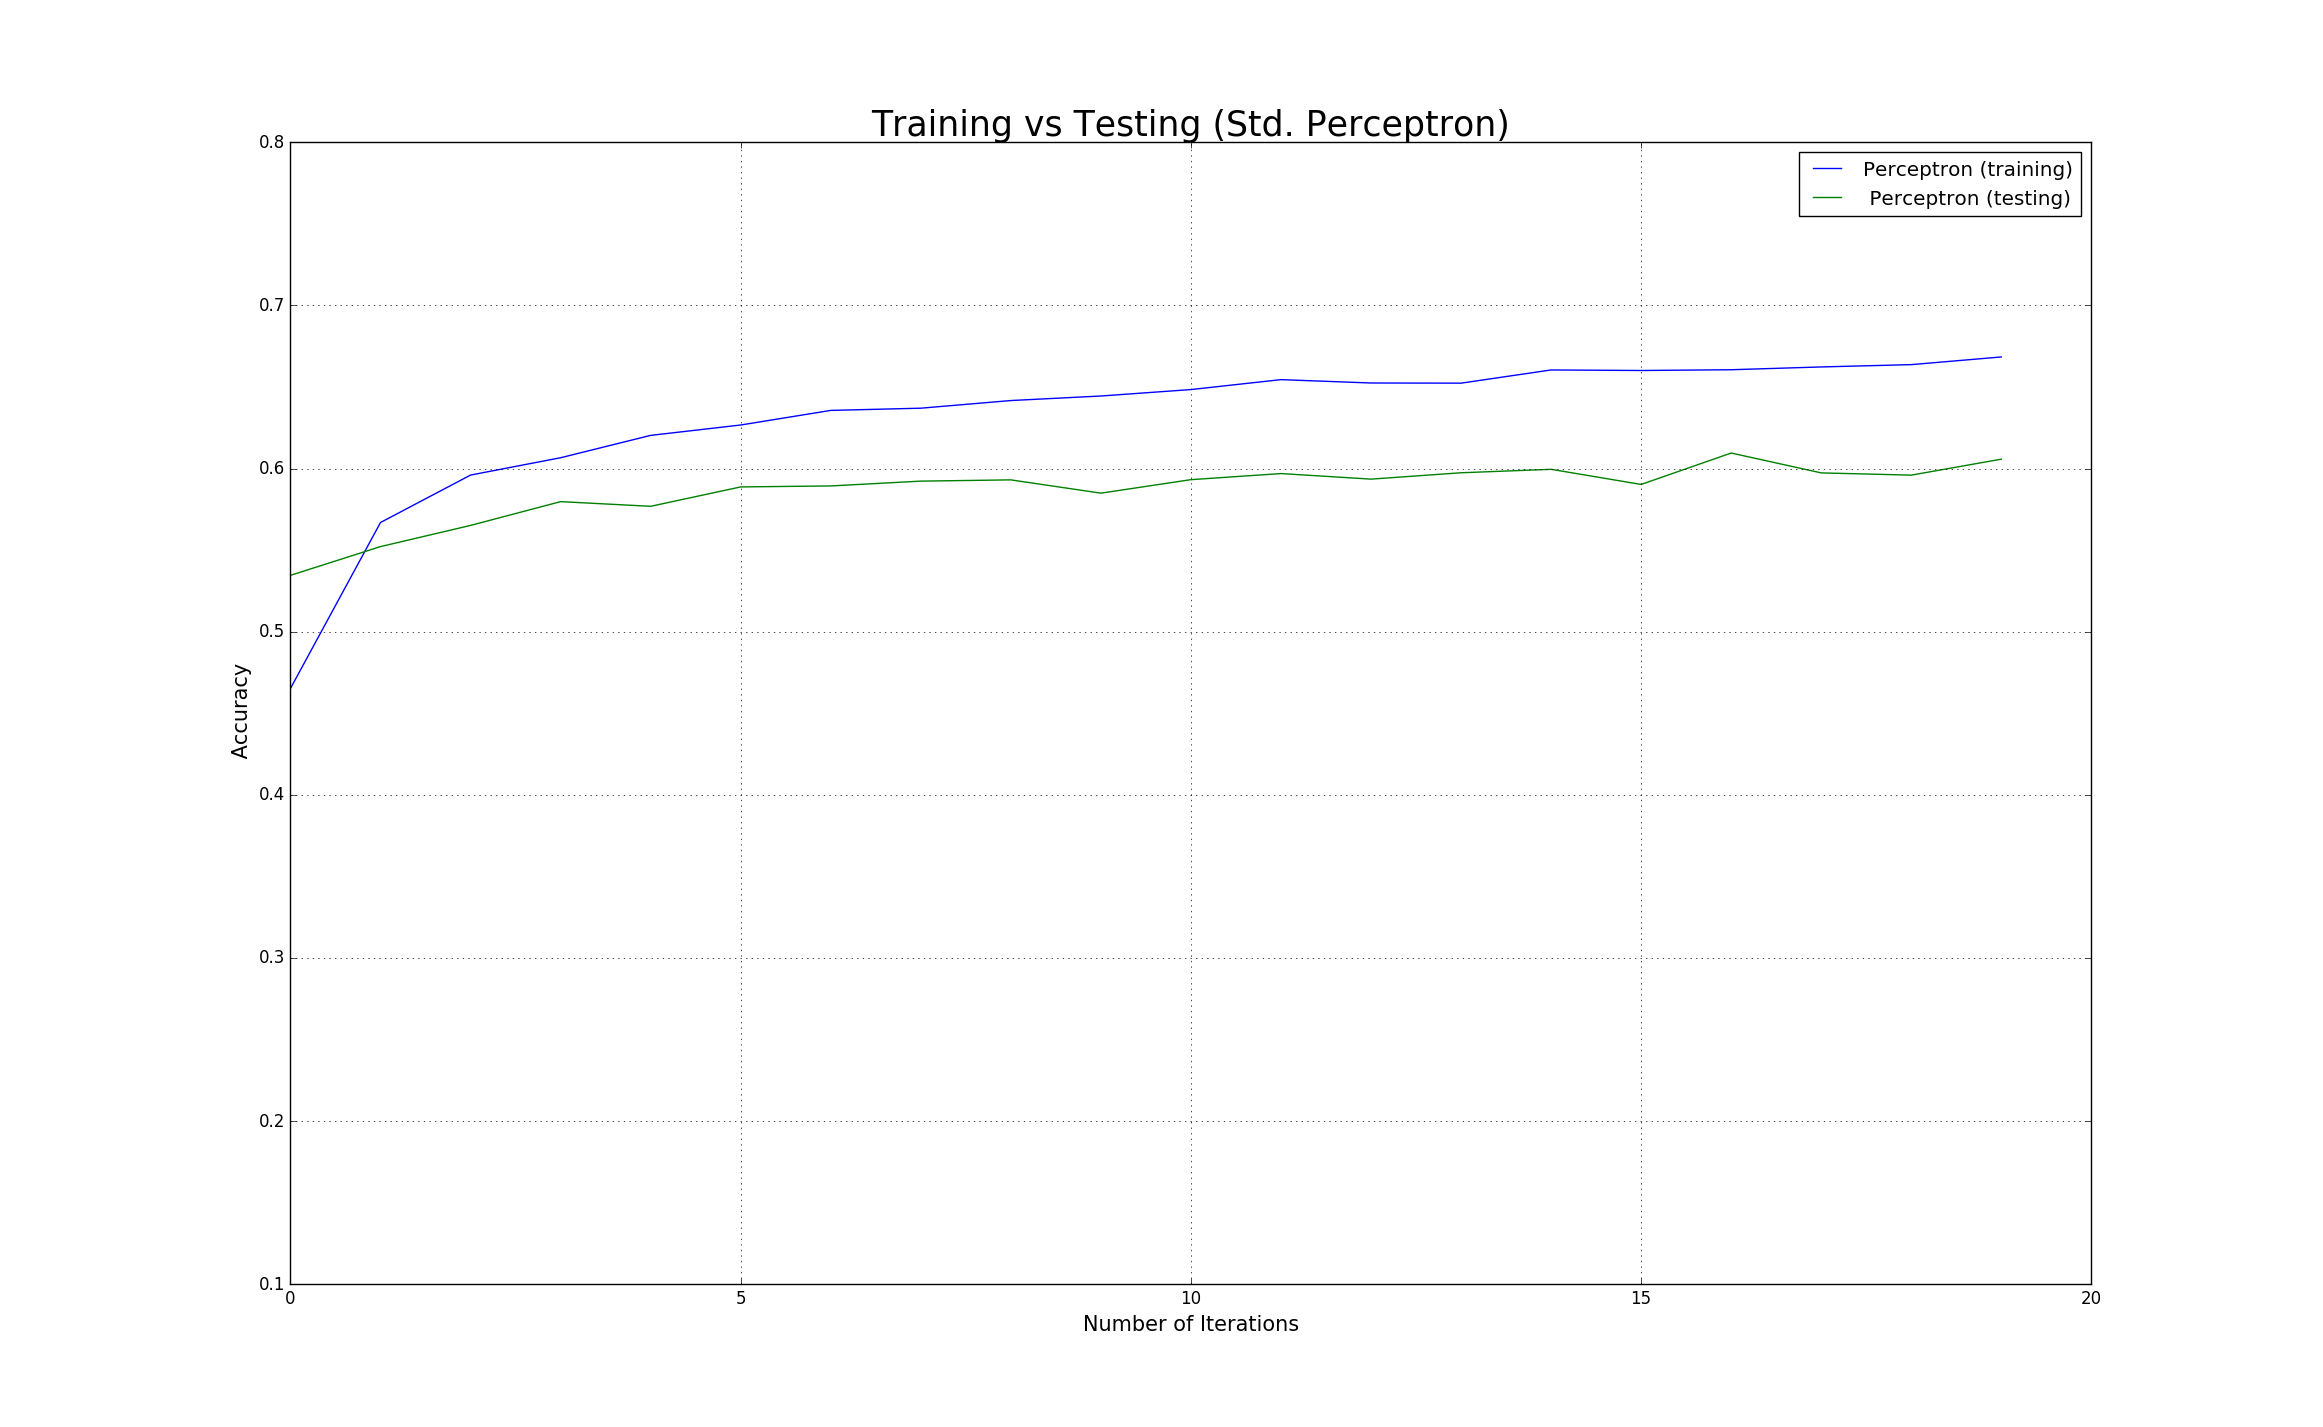 Training vs Testing (Std. Perceptron)
Perceptron (training)
Perceptron (testing)
0.8
0.7
0.6
0.5
0.4
0.3
0.2
0.1
Accuracy
0 5 10 15 20
Number of Iterations